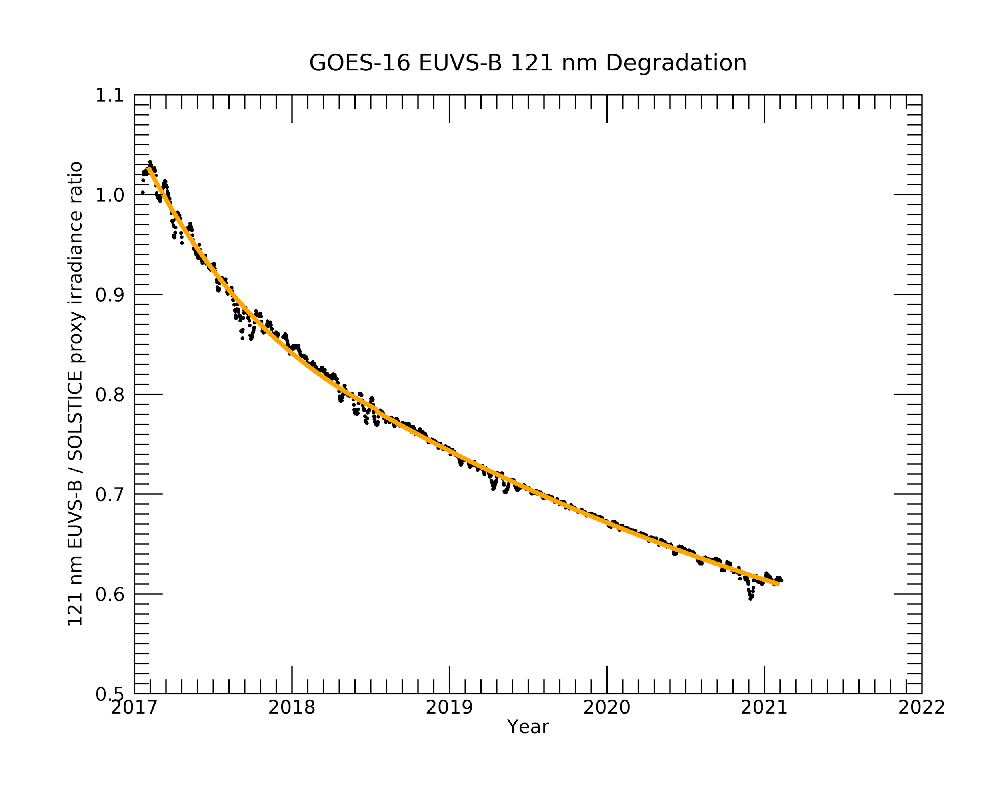 GOES-16 EUVS-B 121 nm Degradation
1.1
1.0
0.9
0.8
0.7
0.6
0.5
121 nm EUVS-B / SOLSTICE proxy irradiance ratio
2017 2018 2019 2020 2021 2022
Year